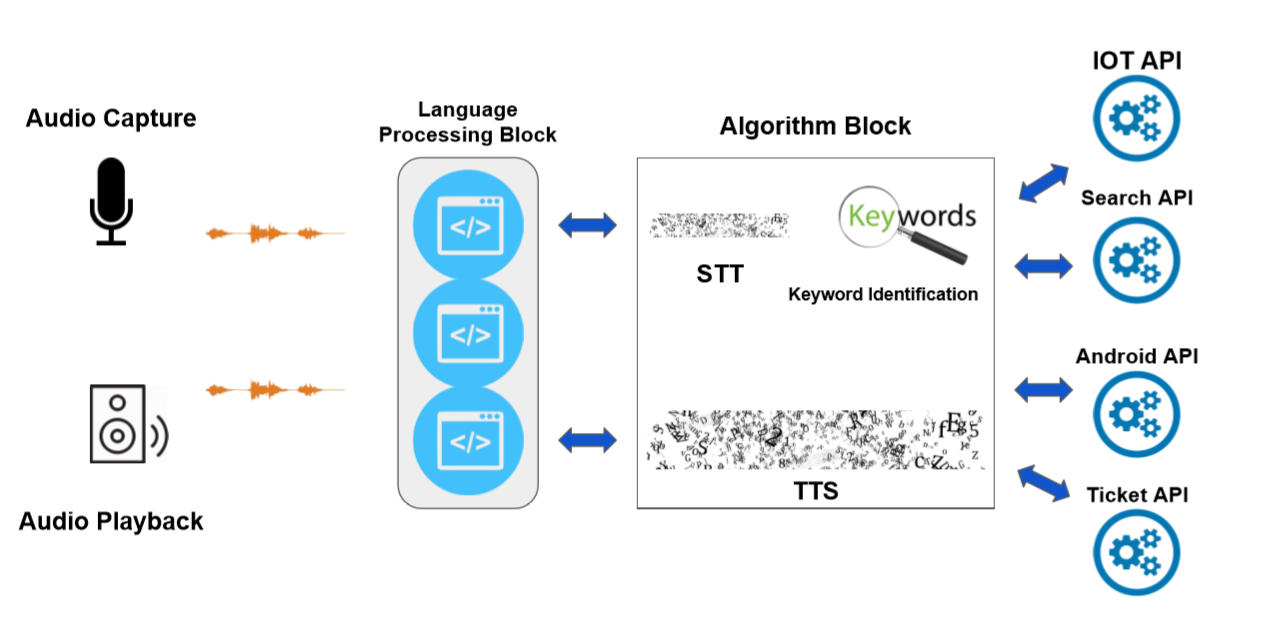 IOT API
Audio Capture
Language
Processing Block
Algorithm Block
Search API
</>
Keywords
STT
Keyword Identification
</>
Android API
</>
TTS
Ticket API
Audio Playback